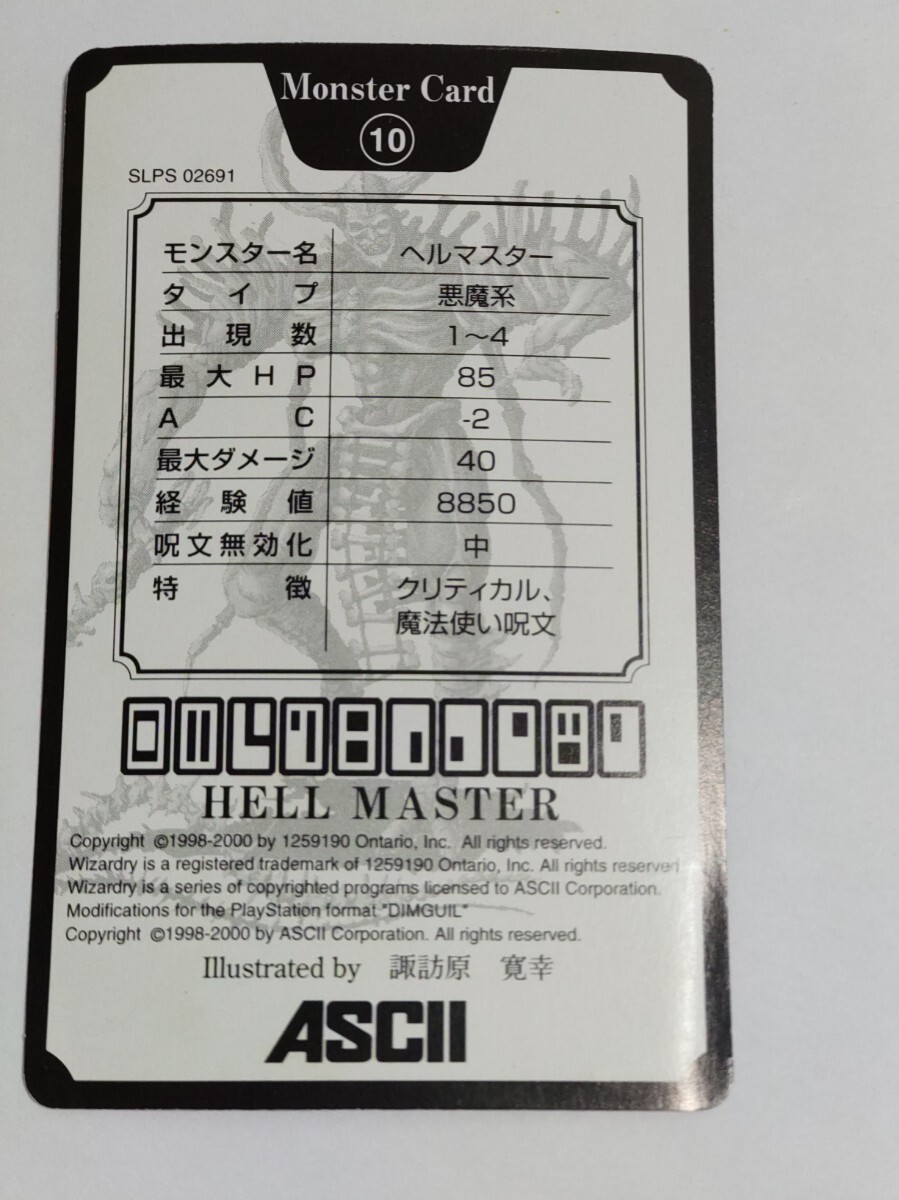 Monster Card
10
SLPS 02691
モンスター名 ヘルマスター
タイプ 悪魔系
出現数 1～4
最大HP 85
AC -2
最大ダメージ 40
経験値 8850
呪文無効化 中
特徴 クリティカル、
魔法使い呪文
HELL MASTER
Copyright ©1998-2000 by 1259190 Ontario, Inc. All rights reserved.
Wizardry is a registered trademark of 1259190 Ontario, Inc. All rights reserved
Wizardry is a series of copyrighted programs licensed to ASCII Corporation.
Modifications for the PlayStation format "DIMGUIL"
Copyright ©1998-2000 by ASCII Corporation. All rights reserved.
Illustrated by 諏訪原 寛幸
ASCII